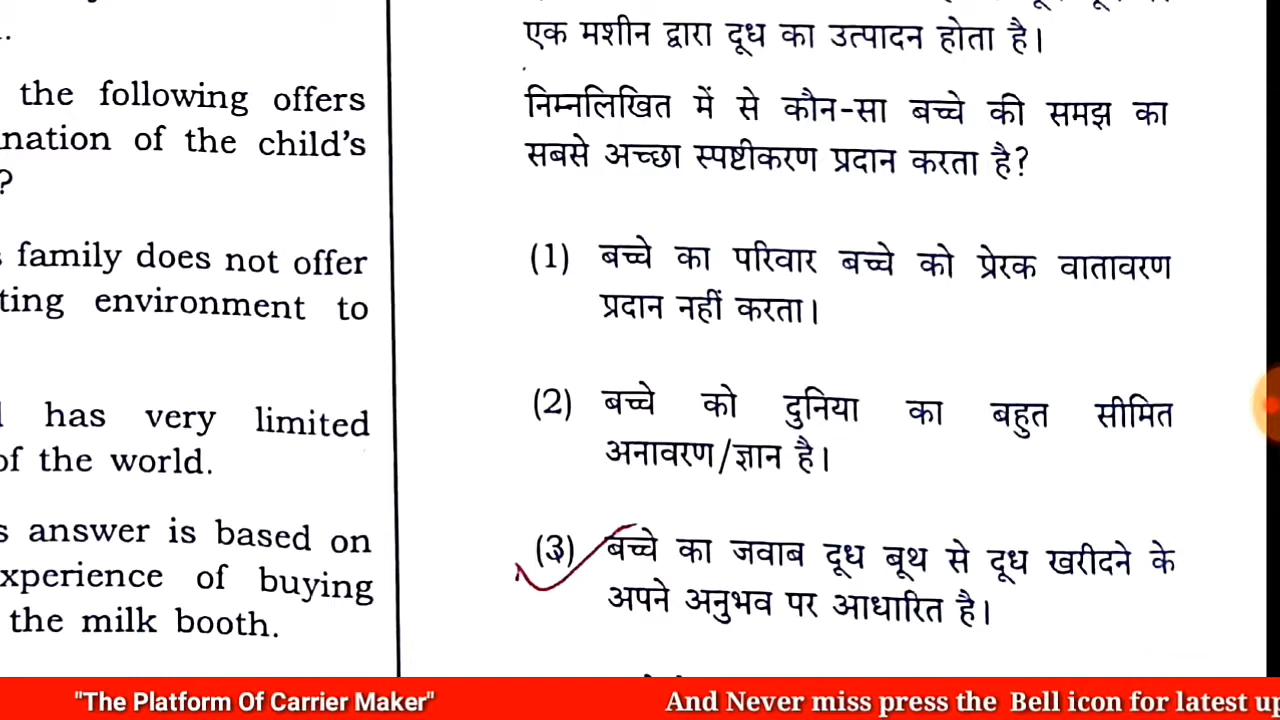 .
the following offers
nation of the child's
?
family does not offer
ting environment to
has very limited
of the world.
s answer is based on
xperience of buying
the milk booth.
एक मशीन द्वारा दूध का उत्पादन होता है।
निम्नलिखित में से कौन-सा बच्चे की समझ का
सबसे अच्छा स्पष्टीकरण प्रदान करता है?
(1) बच्चे का परिवार बच्चे को प्रेरक वातावरण
प्रदान नहीं करता।
(2) बच्चे को दुनिया का बहुत सीमित
अनावरण/ज्ञान है।
(3) बच्चे का जवाब दूध बूथ से दूध खरीदने के
अपने अनुभव पर आधारित है।
"The Platform Of Carrier Maker"
And Never miss press the Bell icon for latest up